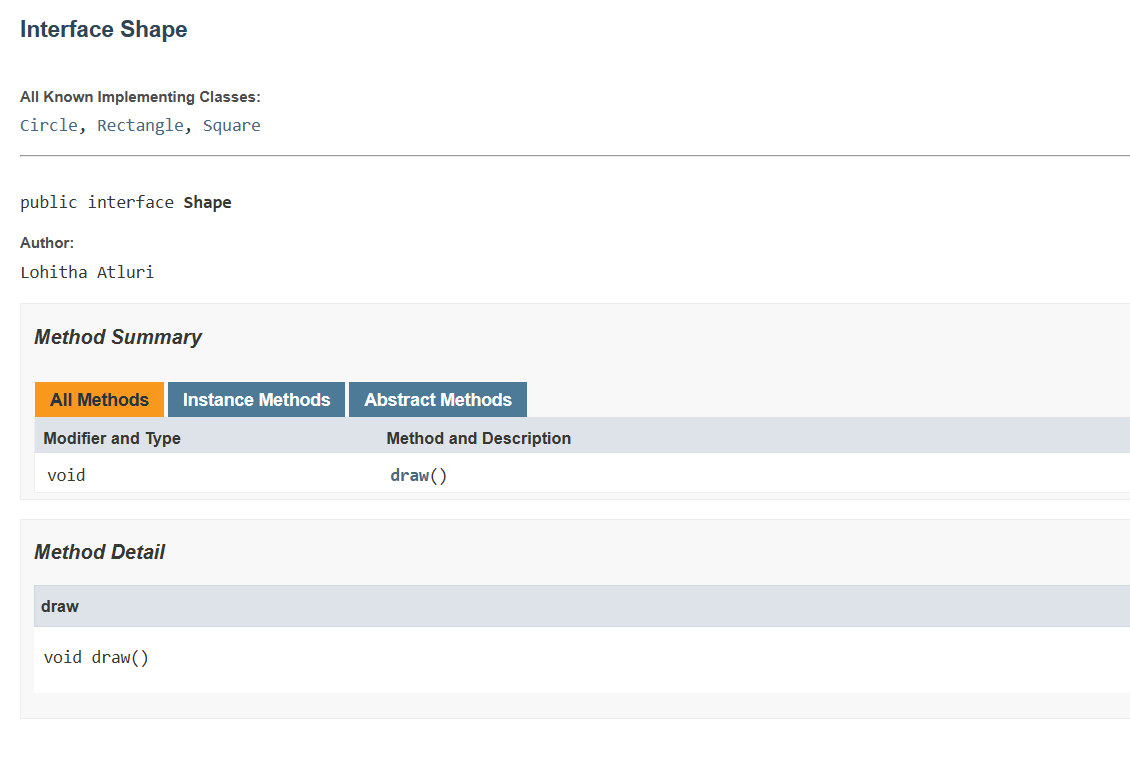 Interface Shape
All Known Implementing Classes:
Circle, Rectangle, Square
public interface Shape
Author:
Lohitha Atluri
Method Summary
All Methods Instance Methods Abstract Methods
Modifier and Type Method and Description
void draw()
Method Detail
draw
void draw()